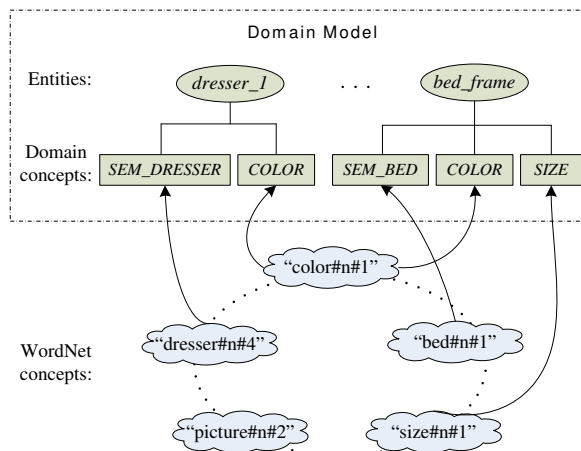 Domain Model
Entities:
dresser_1
. . .
bed_frame
Domain
concepts:
SEM_DRESSER
COLOR
SEM_BED
COLOR
SIZE
“color#n#1”
“dresser#n#4”
“bed#n#1”
WordNet
concepts:
“picture#n#2”
“size#n#1”